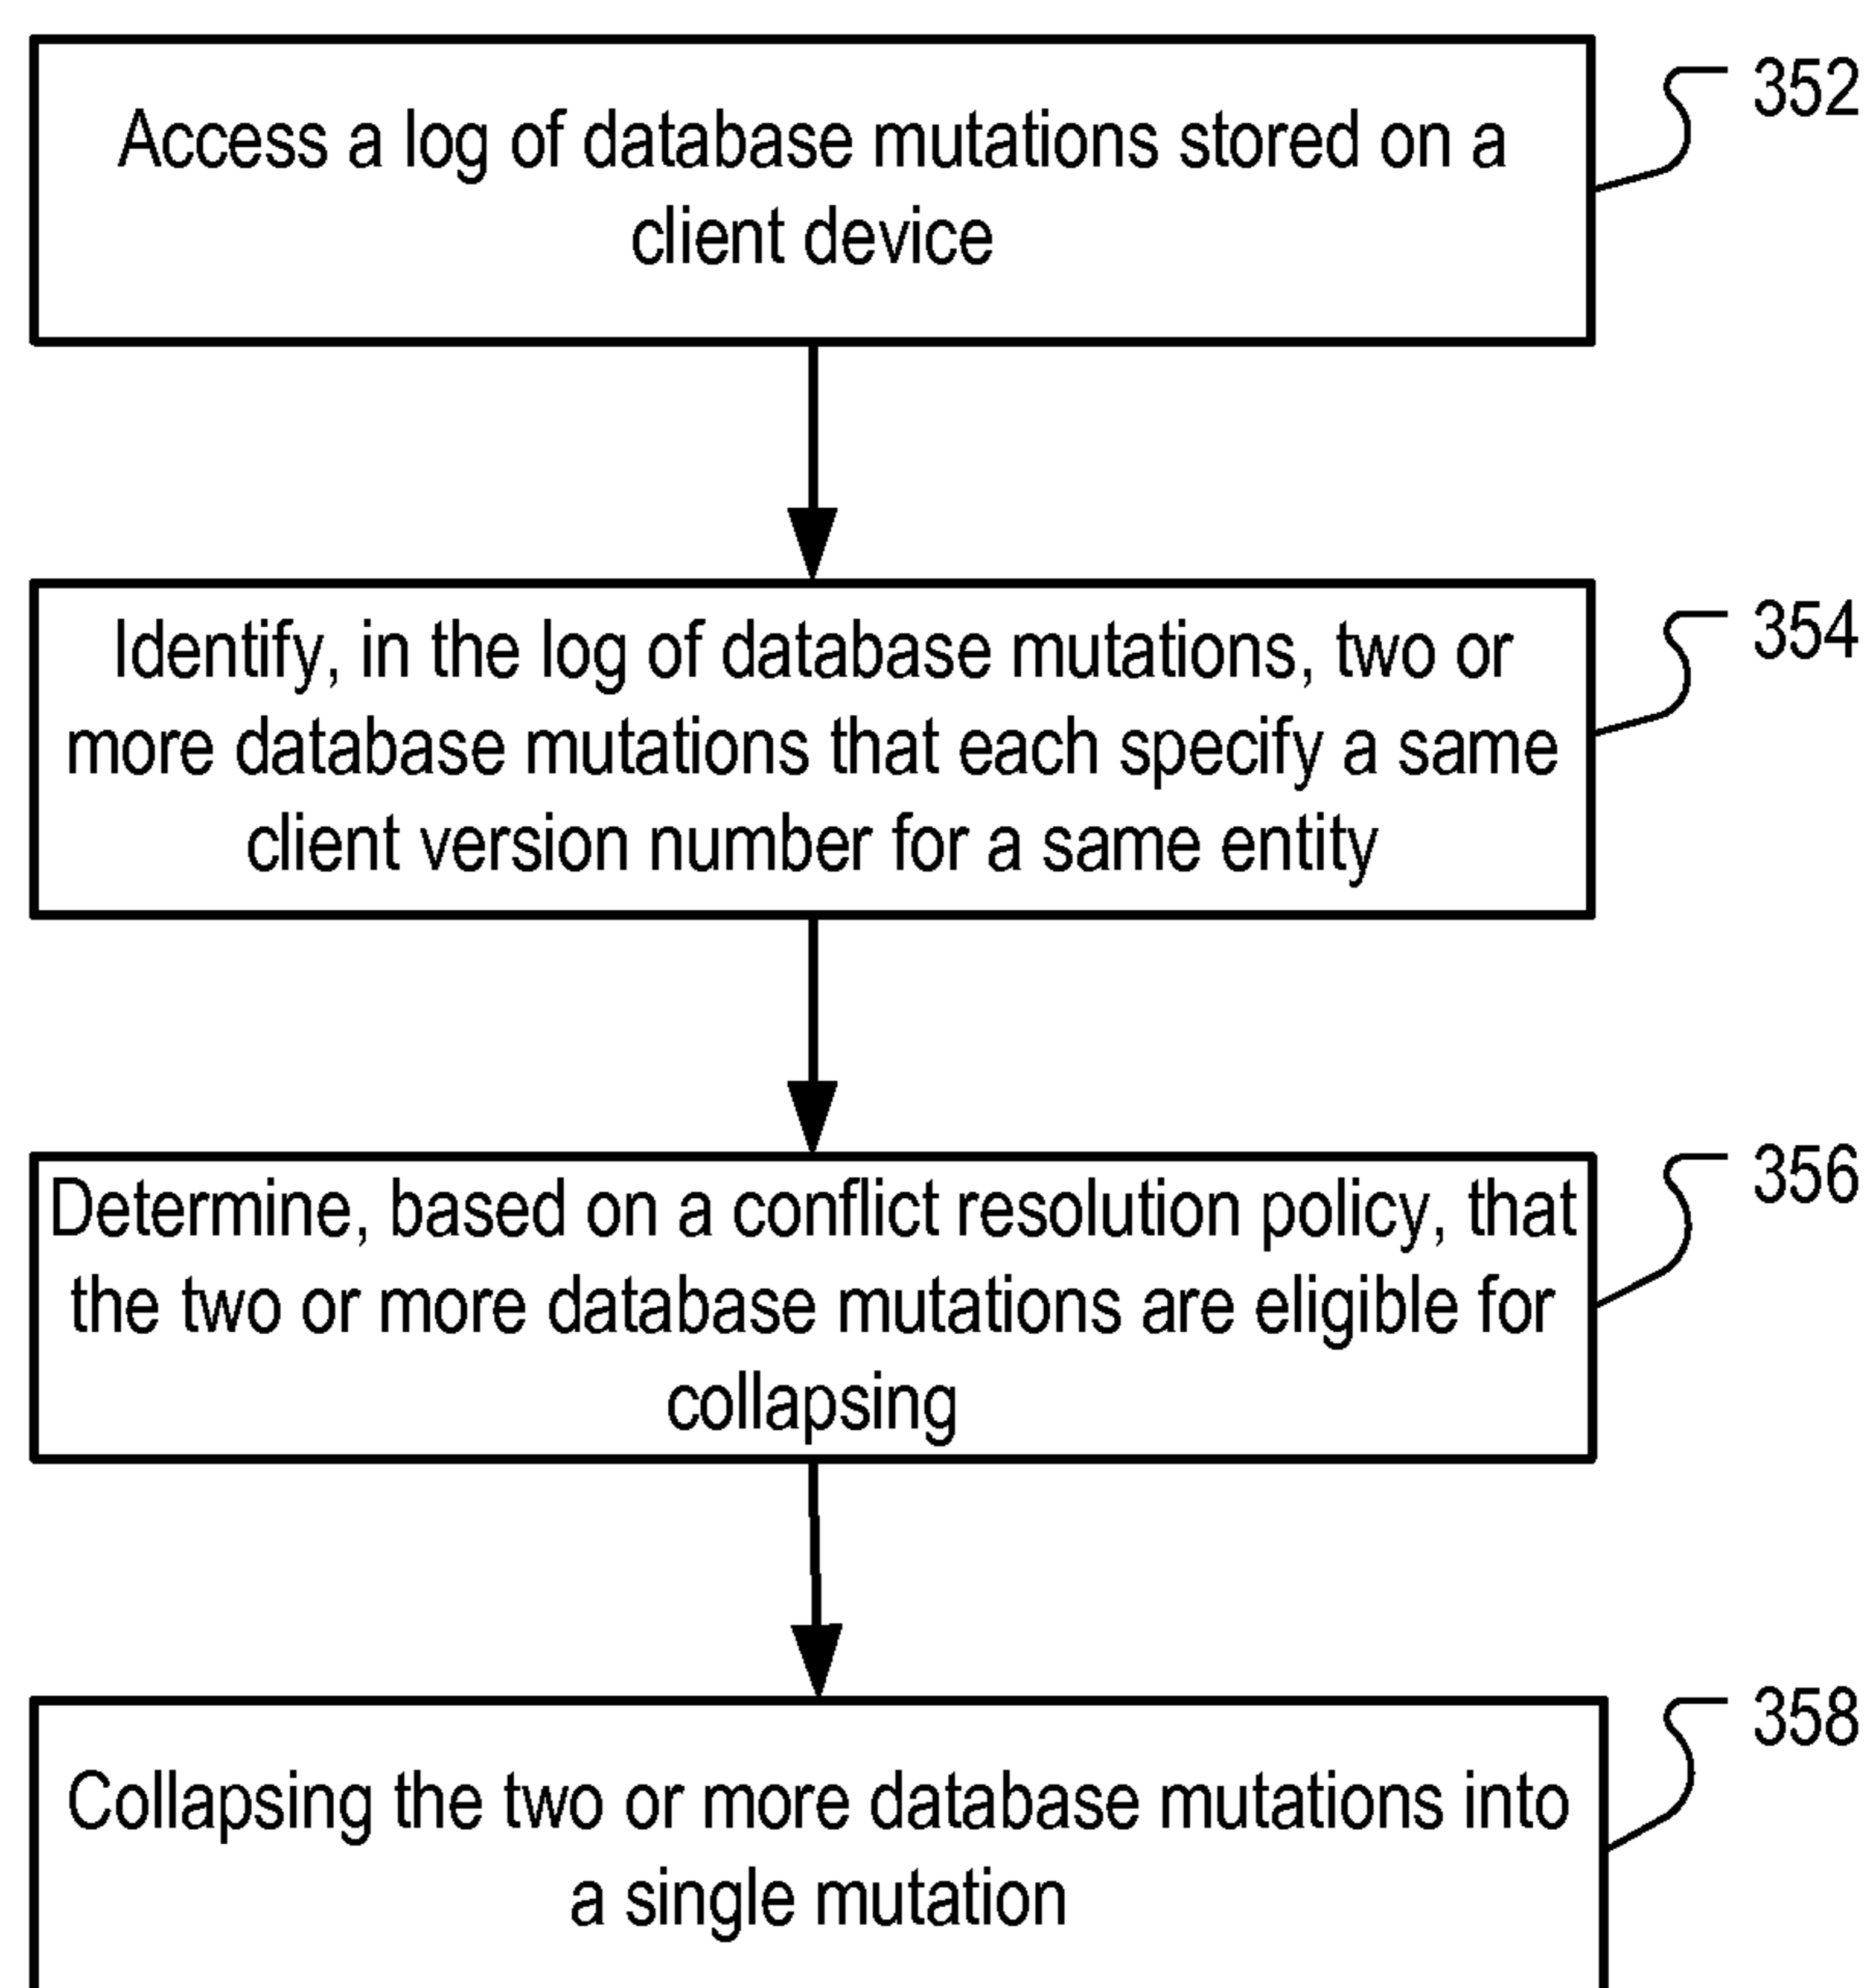 Access a log of database mutations stored on a
client device
352
Identify, in the log of database mutations, two or
more database mutations that each specify a same
client version number for a same entity
354
Determine, based on a conflict resolution policy, that
the two or more database mutations are eligible for
collapsing
356
Collapsing the two or more database mutations into
a single mutation
358